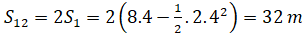 S₁₂ = 2S₁ = 2(8.4 − ½.2.4²) = 32 m